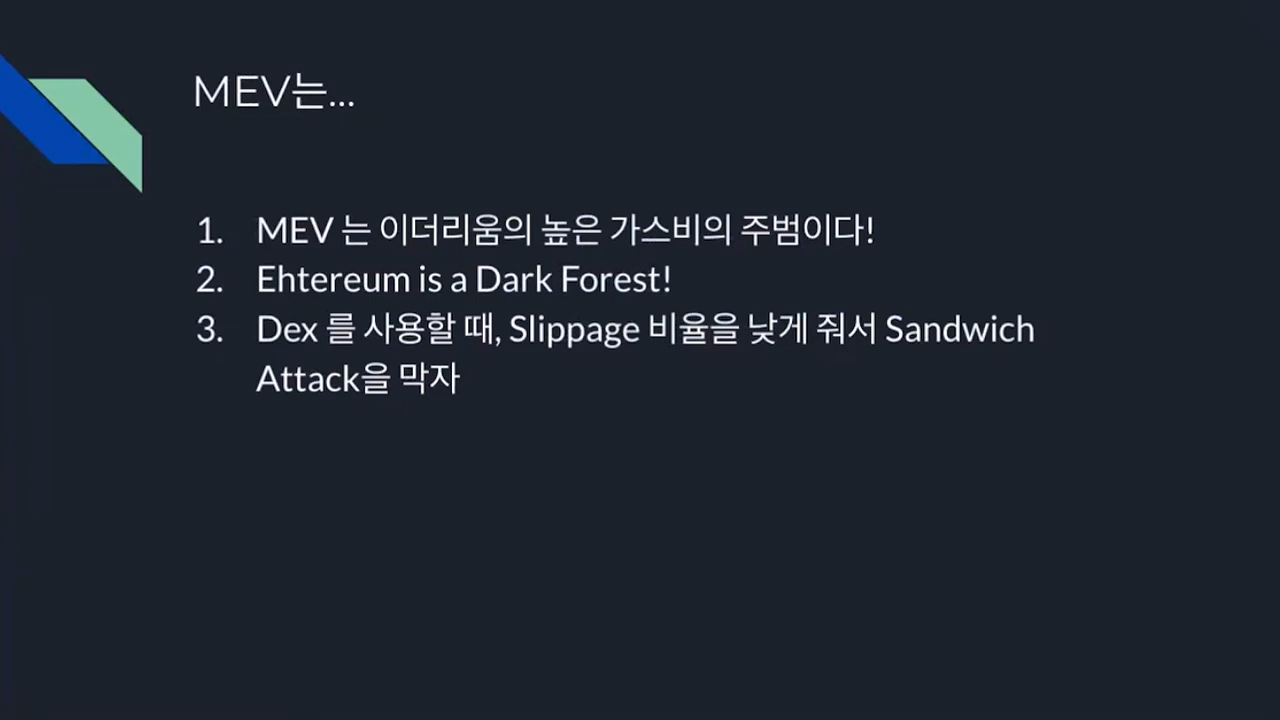 MEV는...
1. MEV 는 이더리움의 높은 가스비의 주범이다!
2. Ehtereum is a Dark Forest!
3. Dex 를 사용할 때, Slippage 비율을 낮게 줘서 Sandwich
Attack을 막자